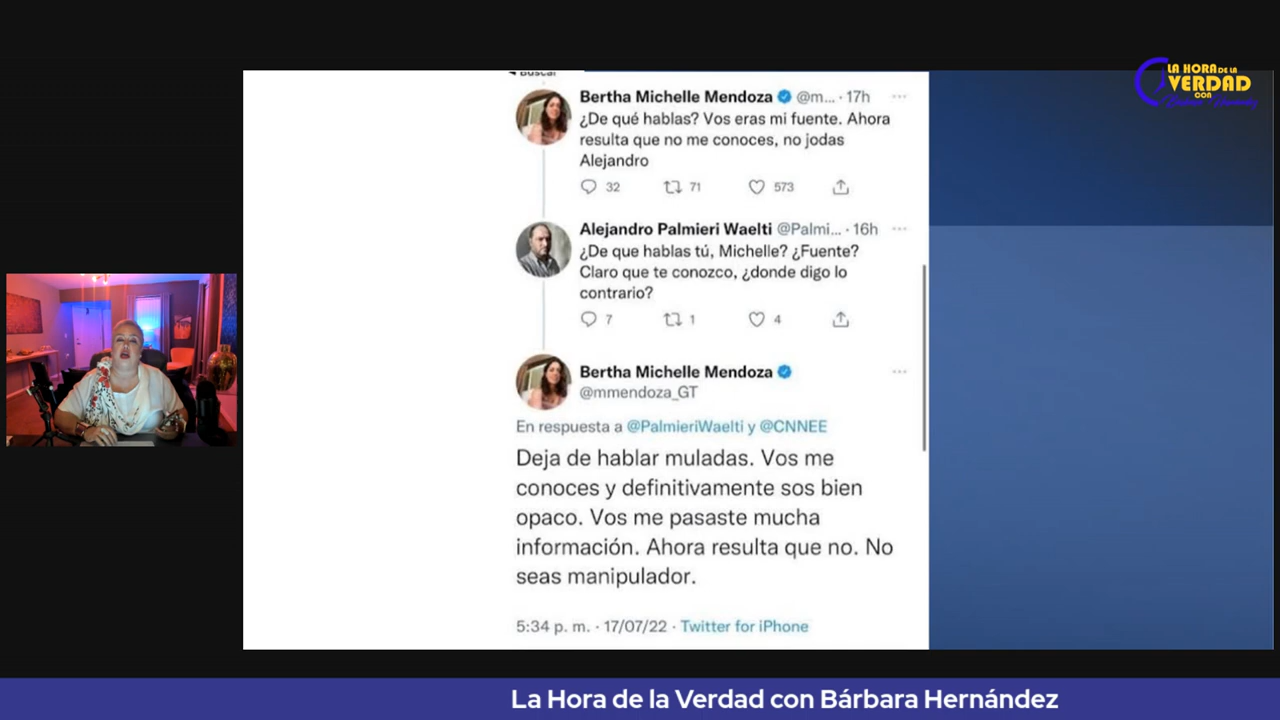 Buscar
LA HORA DE LA
VERDAD
CON
Bárbara Hernández
Bertha Michelle Mendoza @m... · 17h
¿De qué hablas? Vos eras mi fuente. Ahora
resulta que no me conoces, no jodas
Alejandro
32 71 573
Alejandro Palmieri Waelti @Palmi... · 16h
¿De que hablas tú, Michelle? ¿Fuente?
Claro que te conozco, ¿donde digo lo
contrario?
7 1 4
Bertha Michelle Mendoza
@mmendoza_GT
En respuesta a @PalmieriWaelti y @CNNEE
Deja de hablar muladas. Vos me
conoces y definitivamente sos bien
opaco. Vos me pasaste mucha
información. Ahora resulta que no. No
seas manipulador.
5:34 p. m. · 17/07/22 · Twitter for iPhone
La Hora de la Verdad con Bárbara Hernández